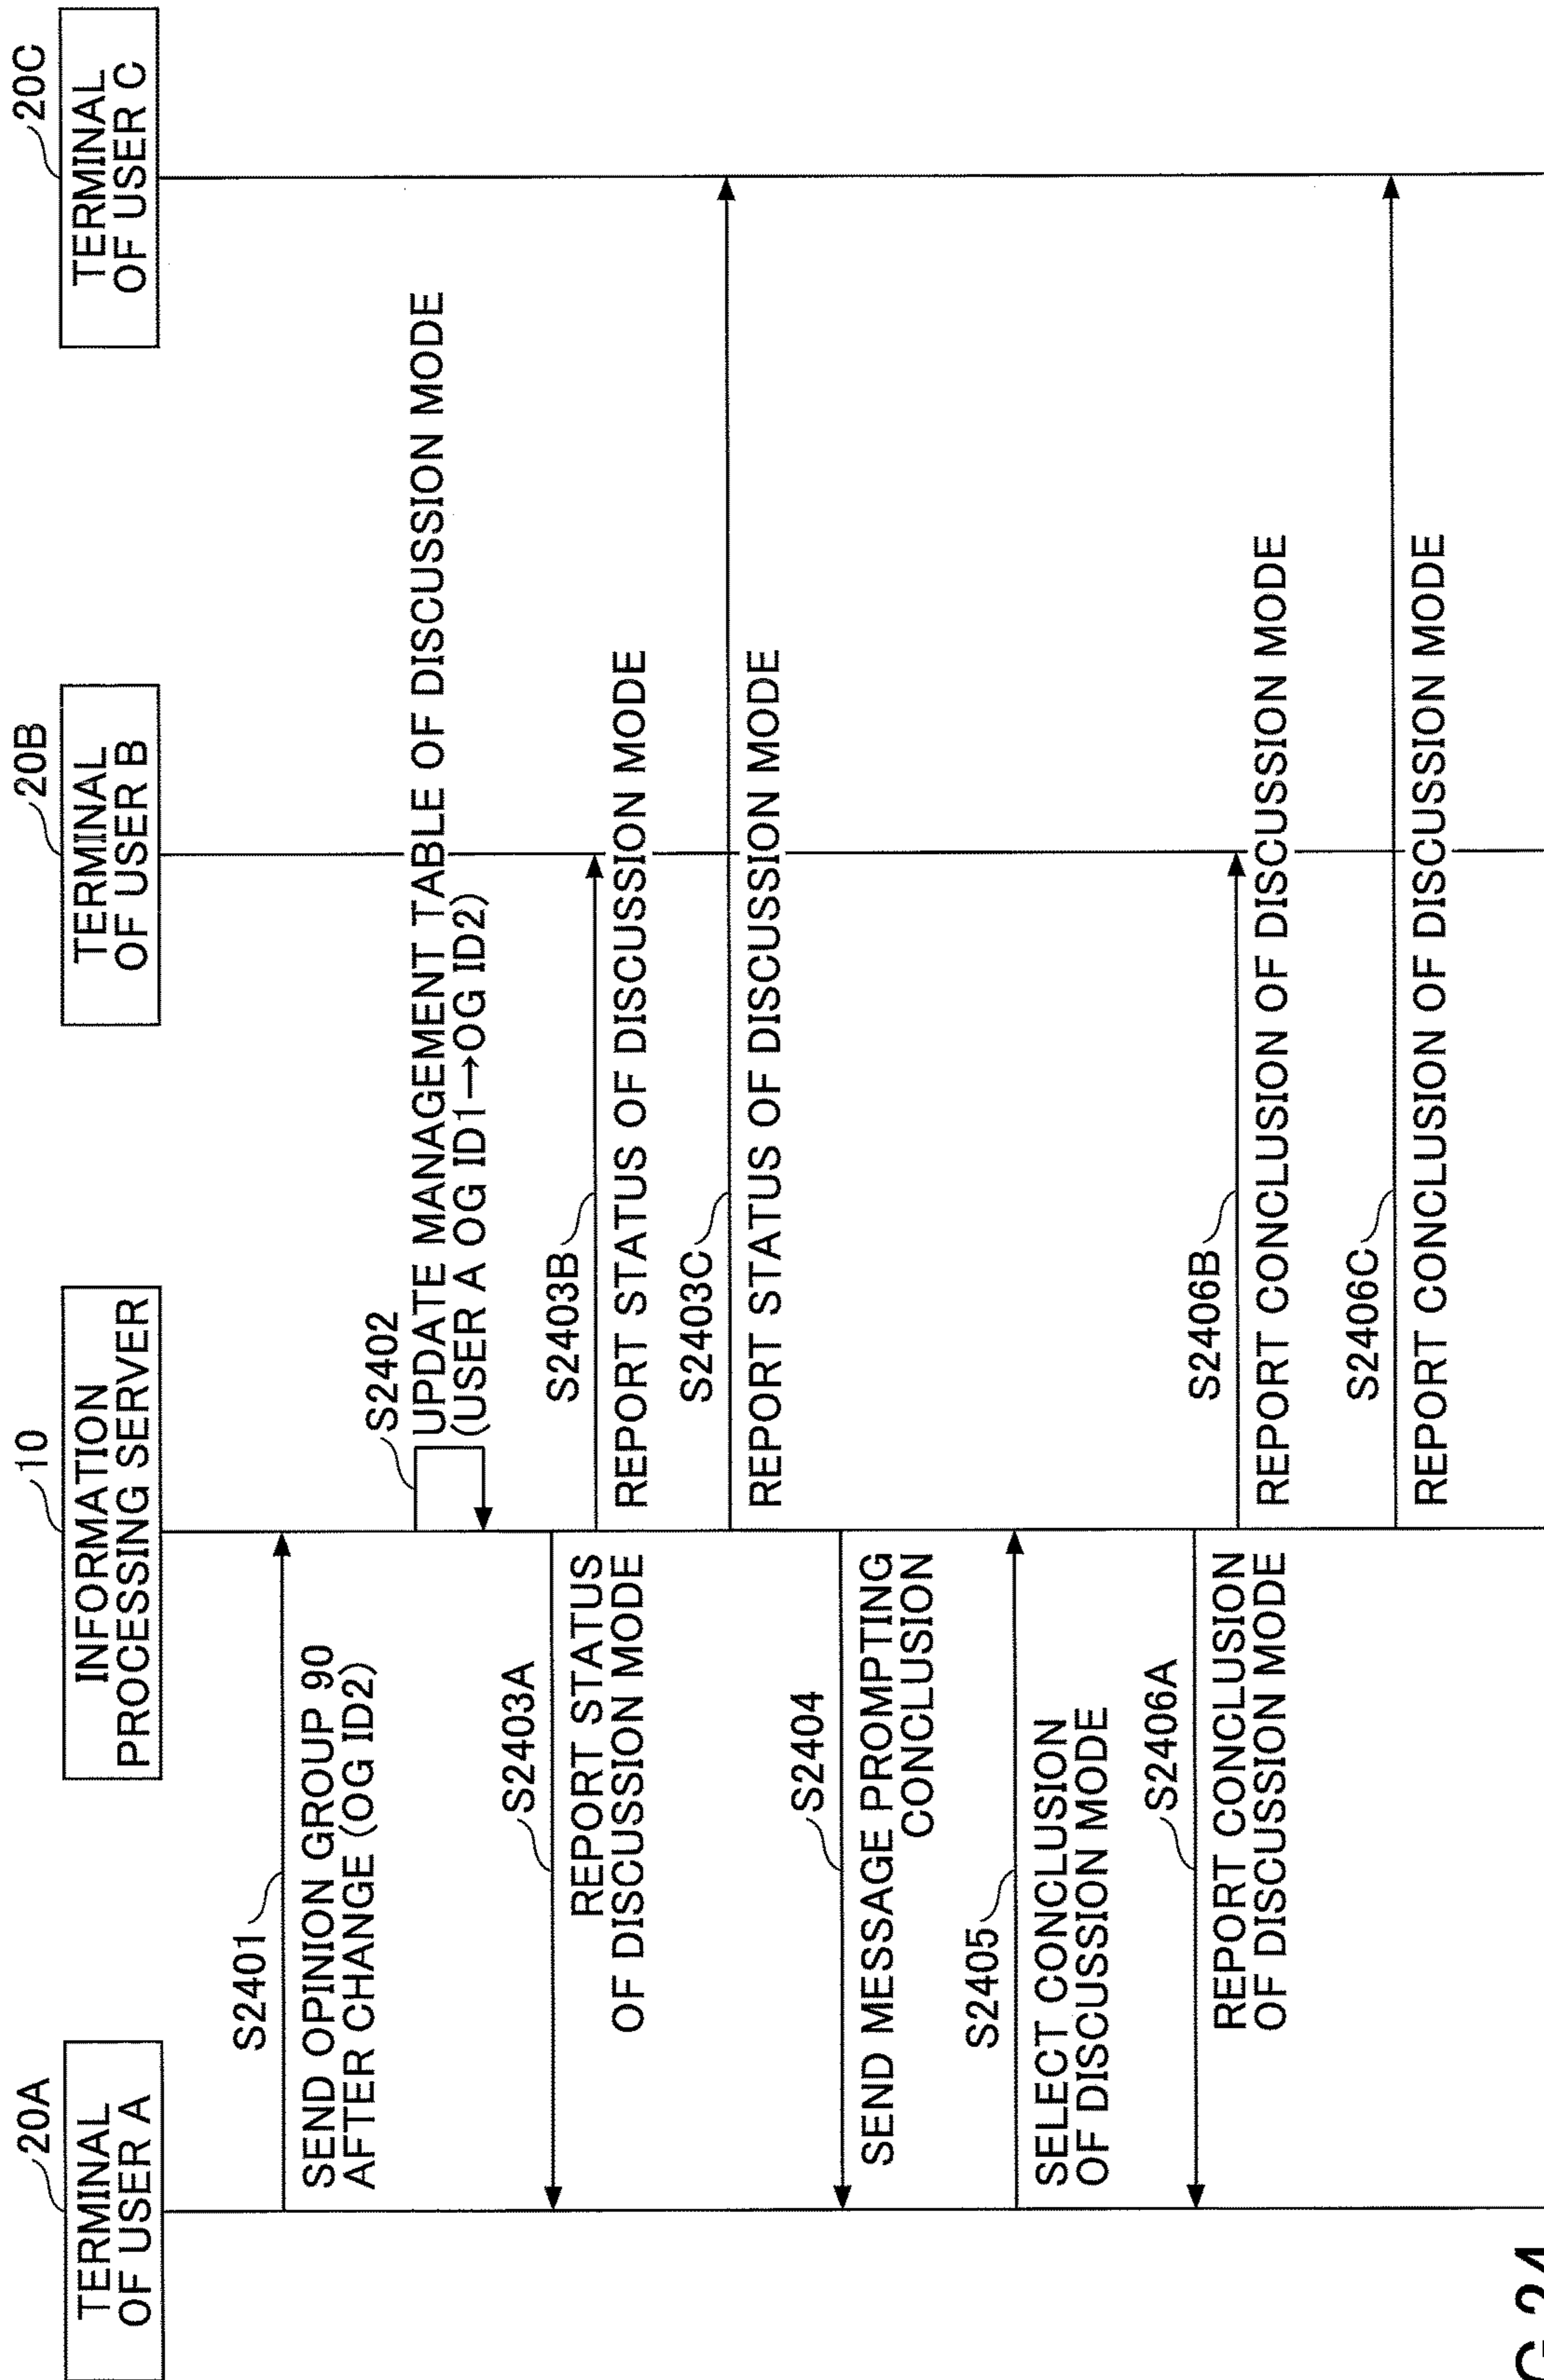 20A
TERMINAL
OF USER A
10
INFORMATION
PROCESSING SERVER
20B
TERMINAL
OF USER B
20C
TERMINAL
OF USER C
S2401
SEND OPINION GROUP 90
AFTER CHANGE (OG ID2)
S2402
UPDATE MANAGEMENT TABLE OF DISCUSSION MODE
(USER A OG ID1→OG ID2)
S2403A
REPORT STATUS
OF DISCUSSION MODE
S2403B
REPORT STATUS OF DISCUSSION MODE
S2403C
REPORT STATUS OF DISCUSSION MODE
S2404
SEND MESSAGE PROMPTING
CONCLUSION
S2405
SELECT CONCLUSION
OF DISCUSSION MODE
S2406A
REPORT CONCLUSION
OF DISCUSSION MODE
S2406B
REPORT CONCLUSION OF DISCUSSION MODE
S2406C
REPORT CONCLUSION OF DISCUSSION MODE